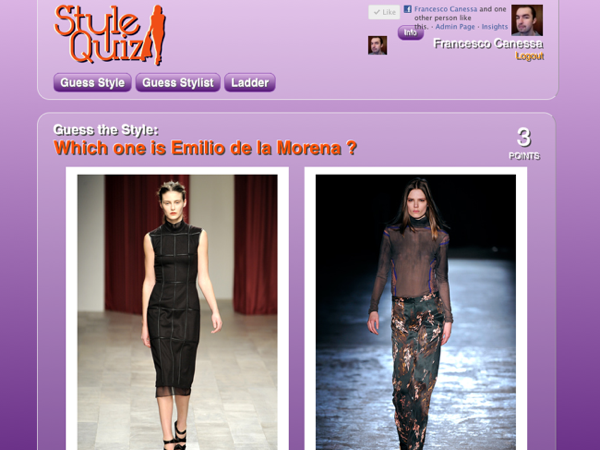 Style
Quiz
Like
Francesco Canessa and one
other person like
this. · Admin Page · Insights
Info
Francesco Canessa
Logout
Guess Style
Guess Stylist
Ladder
Guess the Style:
Which one is Emilio de la Morena ?
3
POINTS